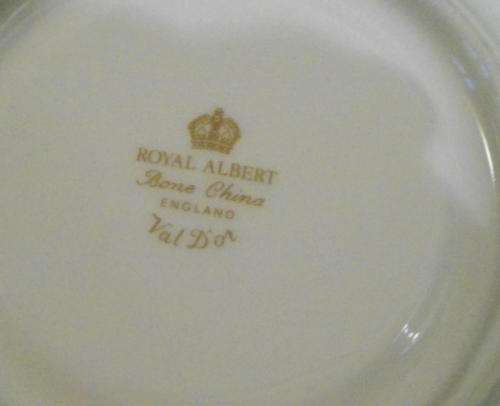 ROYAL ALBERT
Bone China
ENGLAND
Val D'or